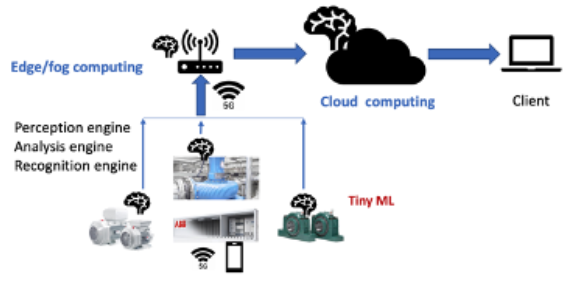 Edge/fog computing
5G
Cloud computing
Client
Perception engine
Analysis engine
Recognition engine
Tiny ML
ABB
5G